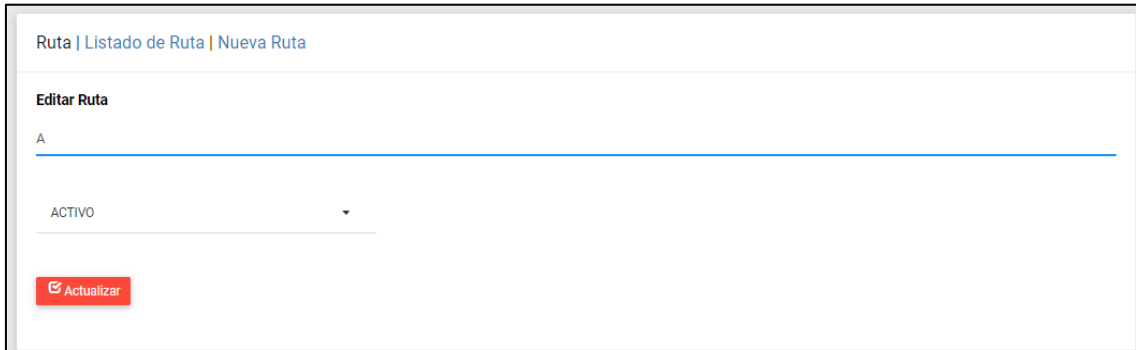 Ruta | Listado de Ruta | Nueva Ruta
Editar Ruta
A
ACTIVO
Actualizar